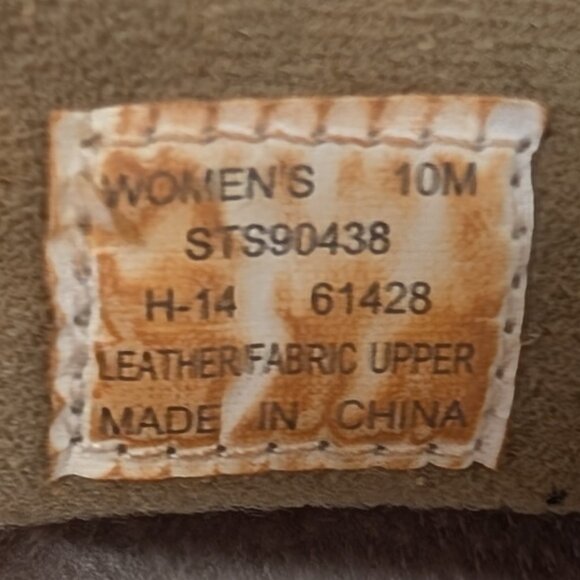 WOMEN'S 10M
STS90438
H-14 61428
LEATHER/FABRIC UPPER
MADE IN CHINA